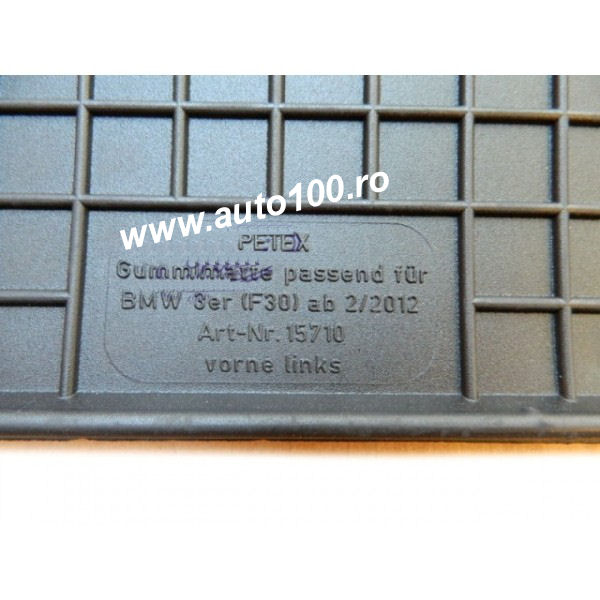 www.auto100.ro
PETEX
Gummimatte passend für
BMW 3er (F30) ab 2/2012
Art-Nr. 15710
vorne links